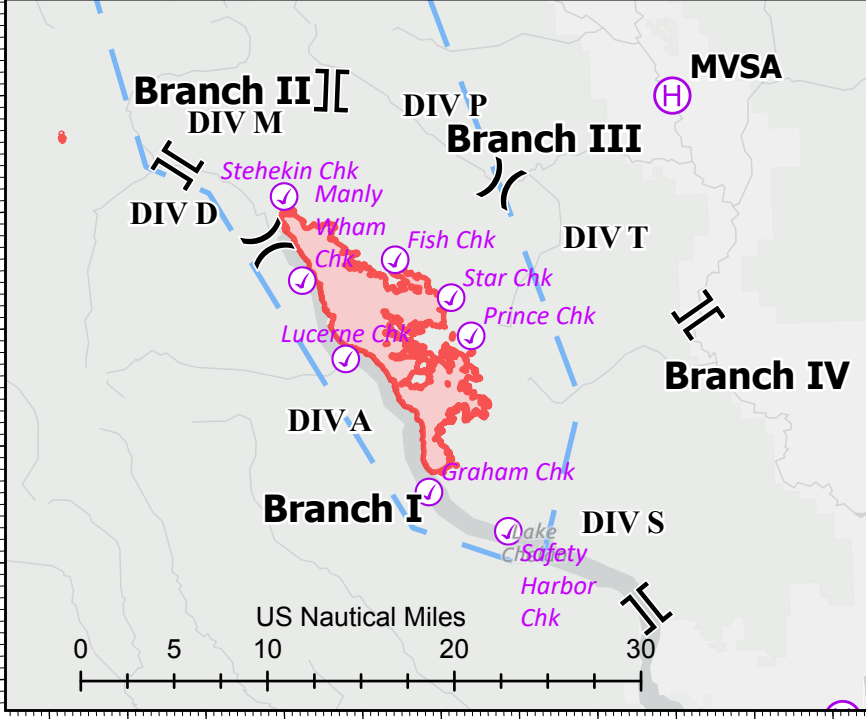 MVSA
H
Branch II
DIV P
DIV M
Branch III
Stehekin Chk
Manly
Wham
Chk
DIV D
Fish Chk
DIV T
Star Chk
Prince Chk
Lucerne Chk
Branch IV
DIV A
Graham Chk
Branch I
DIV S
Lake
Safety
Harbor
Chk
US Nautical Miles
0 5 10 20 30